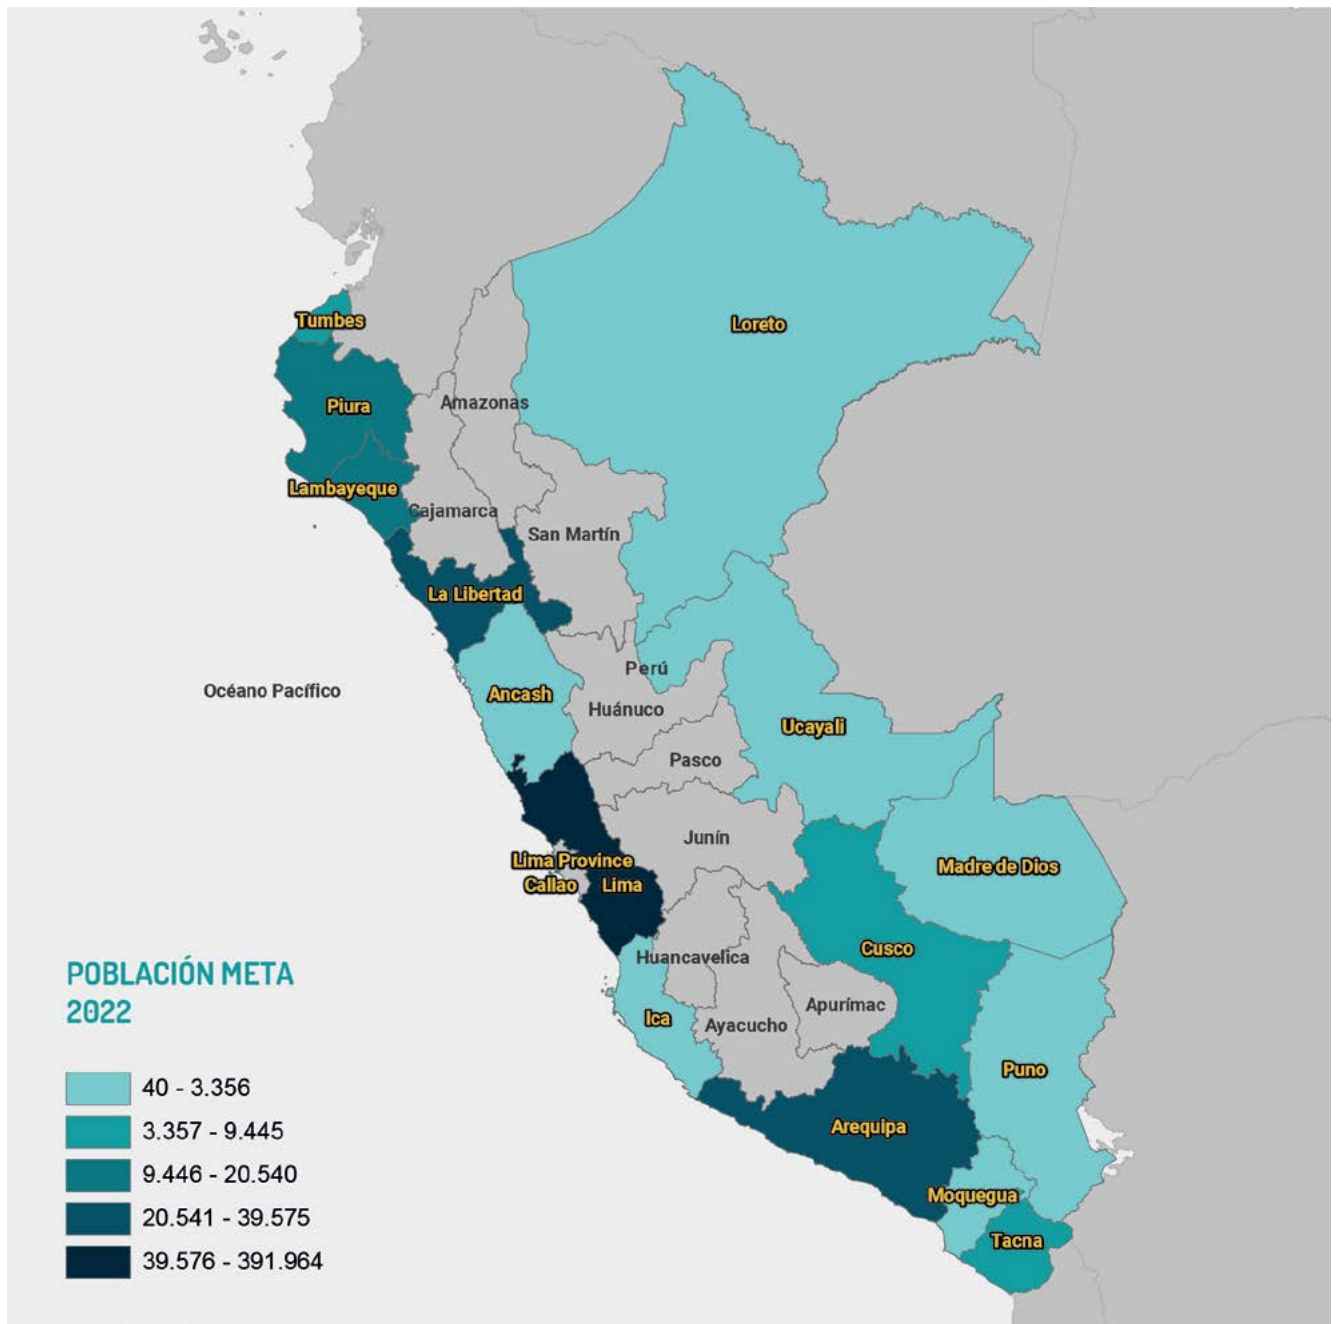 Tumbes
Loreto
Piura
Amazonas
Lambayeque
Cajamarca
San Martín
La Libertad
Perú
Océano Pacífico
Ancash
Huánuco
Ucayali
Pasco
Junín
Lima Province
Madre de Dios
Callao
Lima
Cusco
Huancavelica
Apurímac
Ica
Ayacucho
Puno
Arequipa
Moquegua
Tacna
POBLACIÓN META
2022
40 - 3.356
3.357 - 9.445
9.446 - 20.540
20.541 - 39.575
39.576 - 391.964